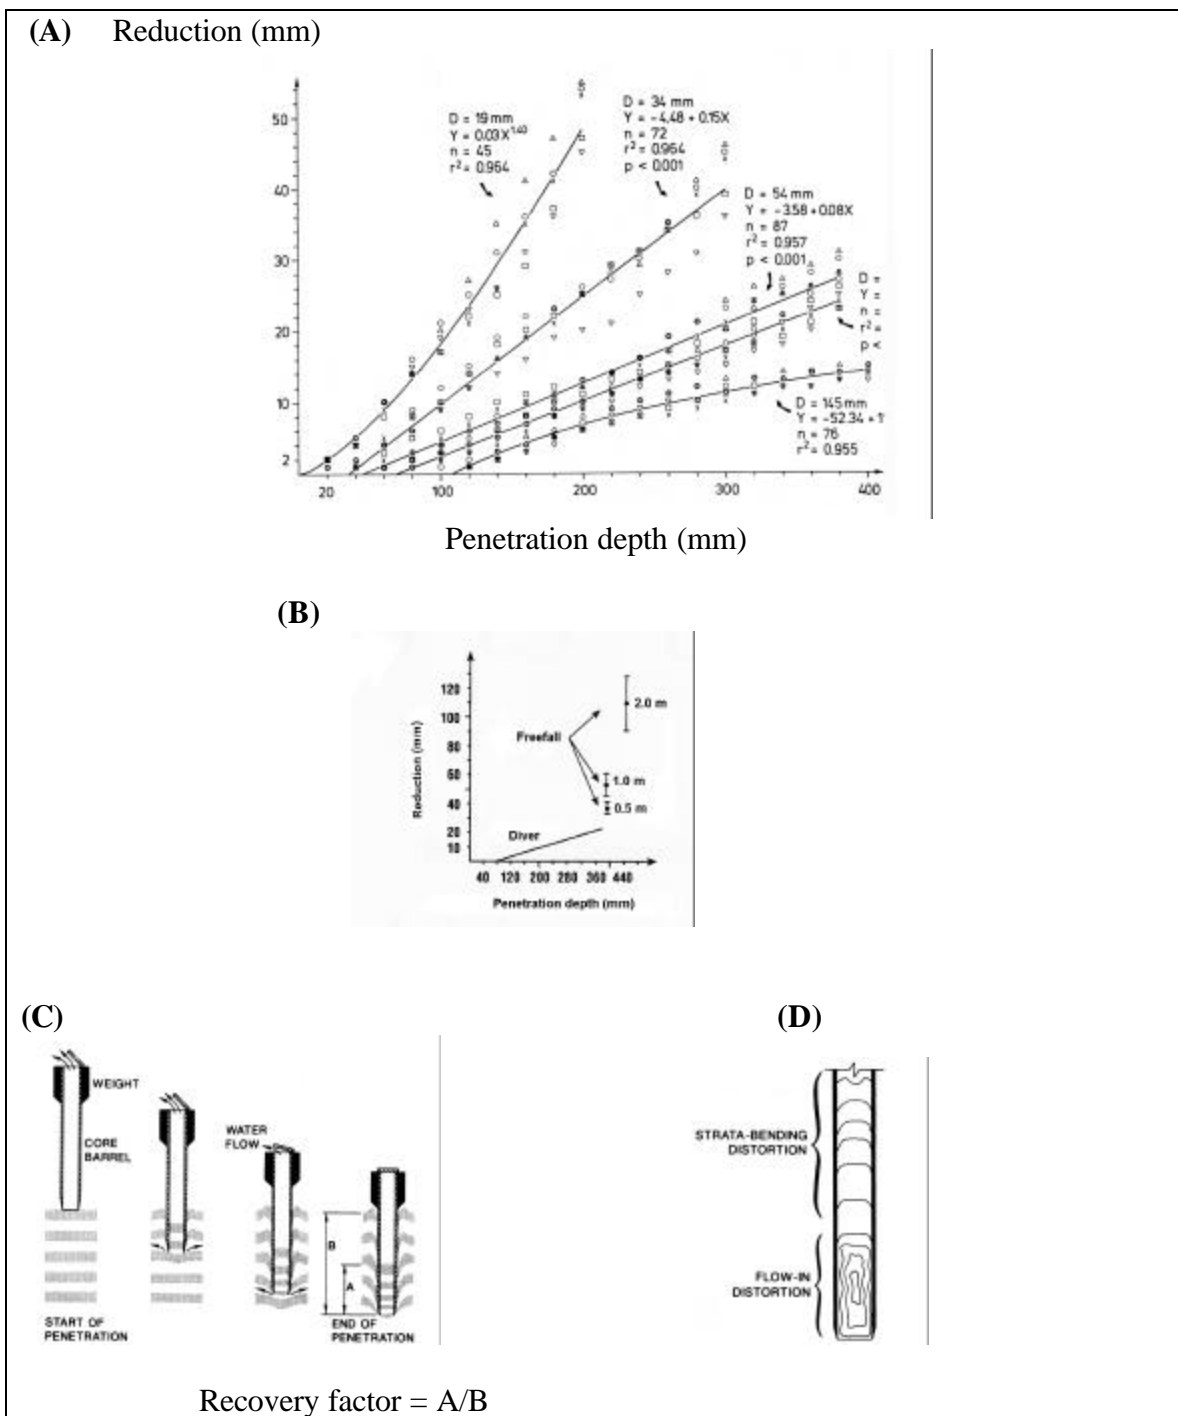 (A) Reduction (mm)
50
40
30
20
10
2
D = 19 mm
Y = 0.03X^1.40
n = 45
r² = 0.964
D = 34 mm
Y = -4.48 + 0.15X
n = 72
r² = 0.964
p < 0.001
D = 54 mm
Y = -3.58 + 0.08X
n = 87
r² = 0.957
p < 0.001
D =
Y =
n =
r² =
p <
D = 145 mm
Y = -52.34 + 1
n = 76
r² = 0.955
20 100 200 300 400
Penetration depth (mm)
(B)
Reduction (mm)
120
100
80
60
40
20
10
2.0 m
Freefall
1.0 m
0.5 m
Diver
40 120 200 280 360 440
Penetration depth (mm)
(C)
WEIGHT
CORE
BARREL
WATER
FLOW
B
A
START OF
PENETRATION
END OF
PENETRATION
Recovery factor = A/B
(D)
STRATA-BENDING
DISTORTION
FLOW-IN
DISTORTION